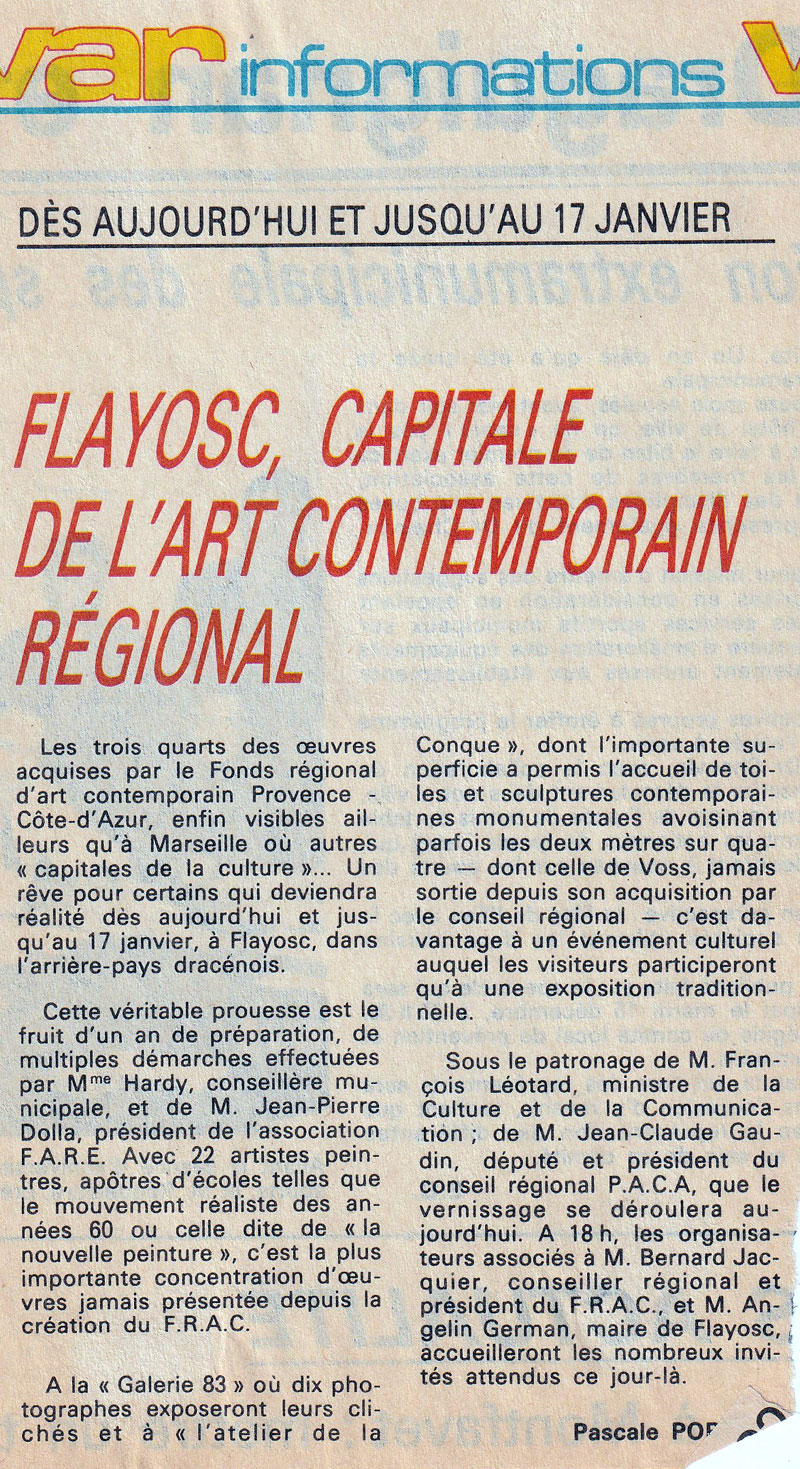 var informations
DÈS AUJOURD'HUI ET JUSQU'AU 17 JANVIER
FLAYOSC, CAPITALE
DE L'ART CONTEMPORAIN
RÉGIONAL
Les trois quarts des œuvres
acquises par le Fonds régional
d'art contemporain Provence -
Côte-d'Azur, enfin visibles ail-
leurs qu'à Marseille où autres
« capitales de la culture »... Un
rêve pour certains qui deviendra
réalité dès aujourd'hui et jus-
qu'au 17 janvier, à Flayosc, dans
l'arrière-pays dracénois.
Cette véritable prouesse est le
fruit d'un an de préparation, de
multiples démarches effectuées
par Mme Hardy, conseillère mu-
nicipale, et de M. Jean-Pierre
Dolla, président de l'association
F.A.R.E. Avec 22 artistes pein-
tres, apôtres d'écoles telles que
le mouvement réaliste des an-
nées 60 ou celle dite de « la
nouvelle peinture », c'est la plus
importante concentration d'œu-
vres jamais présentée depuis la
création du F.R.A.C.
A la « Galerie 83 » où dix pho-
tographes exposeront leurs cli-
chés et à « l'atelier de la
Conque », dont l'importante su-
perficie a permis l'accueil de toi-
les et sculptures contemporai-
nes monumentales avoisinant
parfois les deux mètres sur qua-
tre — dont celle de Voss, jamais
sortie depuis son acquisition par
le conseil régional — c'est da-
vantage à un événement culturel
auquel les visiteurs participeront
qu'à une exposition tradition-
nelle.
Sous le patronage de M. Fran-
çois Léotard, ministre de la
Culture et de la Communica-
tion ; de M. Jean-Claude Gau-
din, député et président du
conseil régional P.A.C.A, que le
vernissage se déroulera au-
jourd'hui. A 18 h, les organisa-
teurs associés à M. Bernard Jac-
quier, conseiller régional et
président du F.R.A.C., et M. An-
gelin German, maire de Flayosc,
accueilleront les nombreux invi-
tés attendus ce jour-là.
Pascale